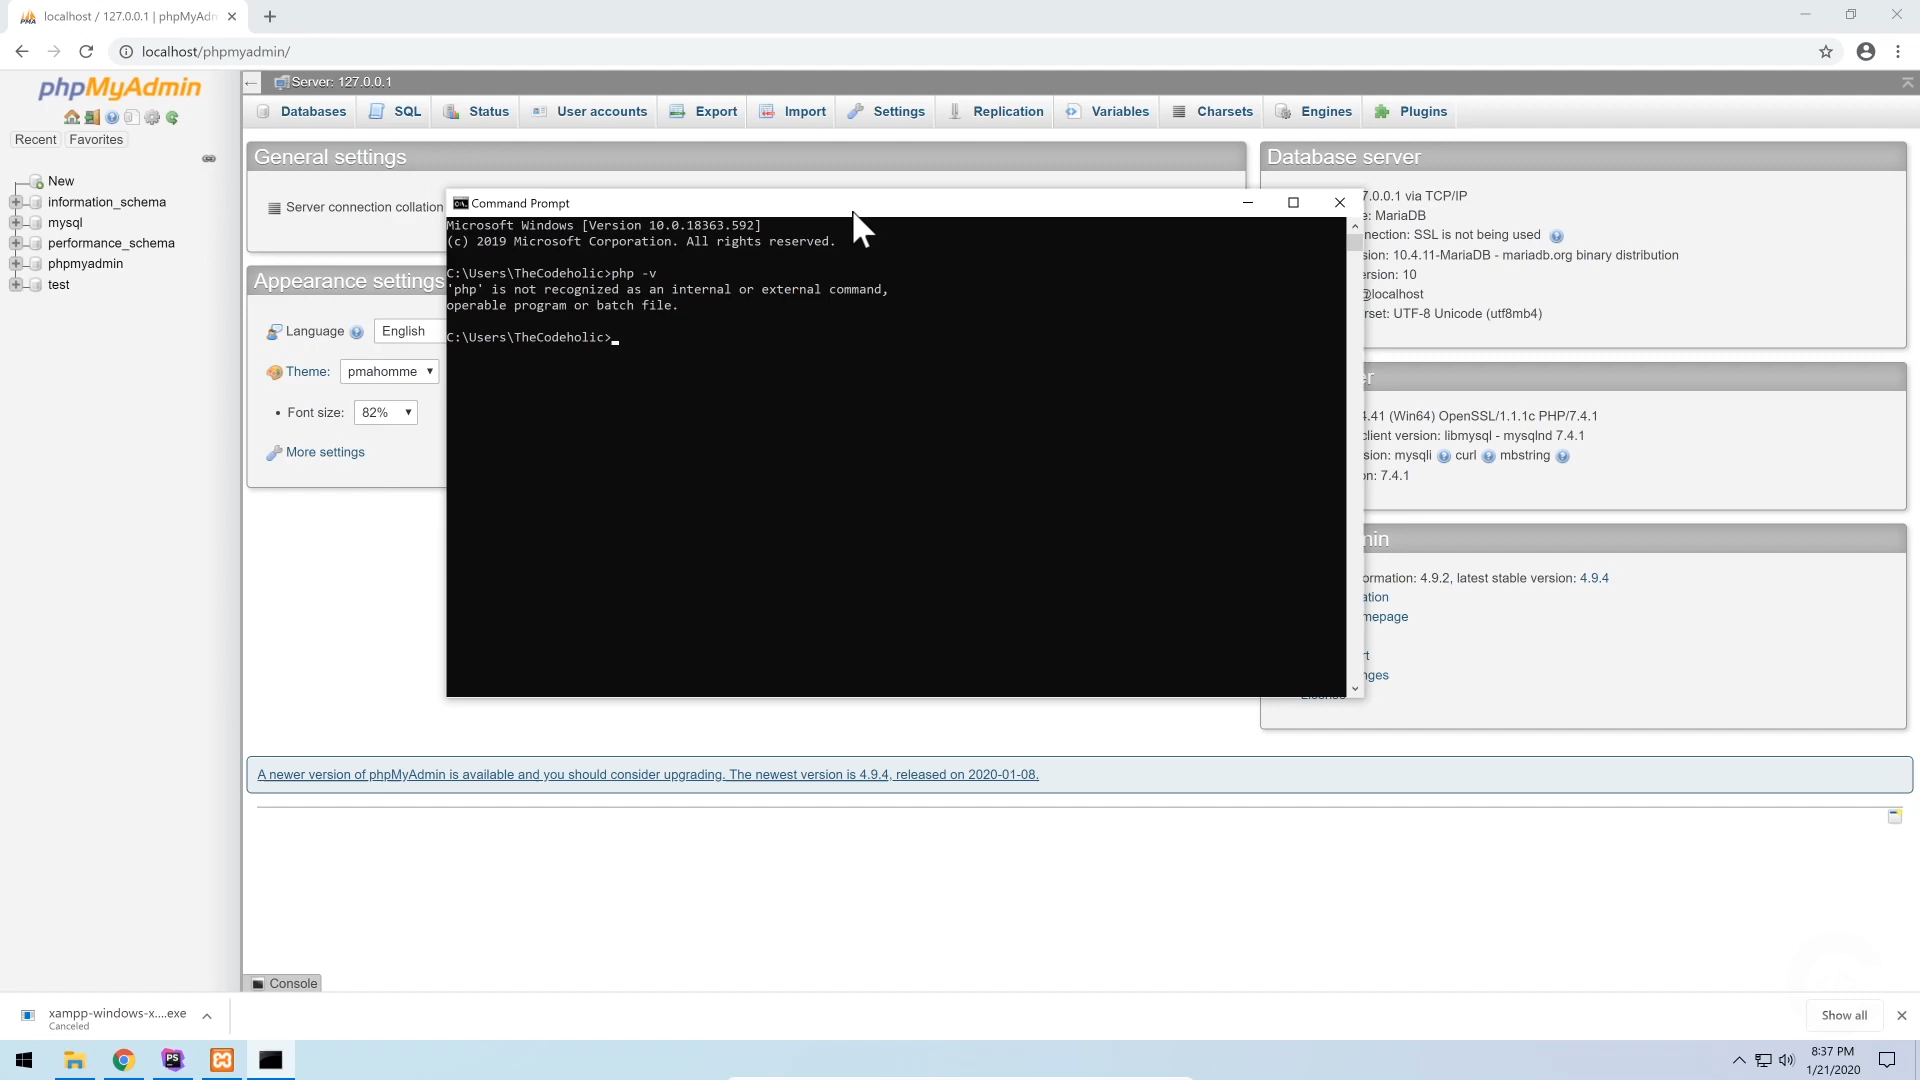 localhost / 127.0.0.1 | phpMyAdn
localhost/phpmyadmin/
phpMyAdmin
Recent
Favorites
New
information_schema
mysql
performance_schema
phpmyadmin
test
Server: 127.0.0.1
Databases
SQL
Status
User accounts
Export
Import
Settings
Replication
Variables
Charsets
Engines
Plugins
General settings
Server connection collation
Appearance settings
Language
English
Theme:
pmahomme
Font size:
82%
More settings
Command Prompt
Microsoft Windows [Version 10.0.18363.592]
(c) 2019 Microsoft Corporation. All rights reserved.
C:\Users\TheCodeholic>php -v
'php' is not recognized as an internal or external command,
operable program or batch file.
C:\Users\TheCodeholic>
Database server
7.0.0.1 via TCP/IP
e: MariaDB
nection: SSL is not being used
sion: 10.4.11-MariaDB - mariadb.org binary distribution
ersion: 10
@localhost
rset: UTF-8 Unicode (utf8mb4)
er
4.41 (Win64) OpenSSL/1.1.1c PHP/7.4.1
client version: libmysql - mysqlnd 7.4.1
sion: mysqli curl mbstring
on: 7.4.1
min
ormation: 4.9.2, latest stable version: 4.9.4
ation
mepage
rt
nges
License
A newer version of phpMyAdmin is available and you should consider upgrading. The newest version is 4.9.4, released on 2020-01-08.
Console
xampp-windows-x....exe
Canceled
Show all
8:37 PM
1/21/2020